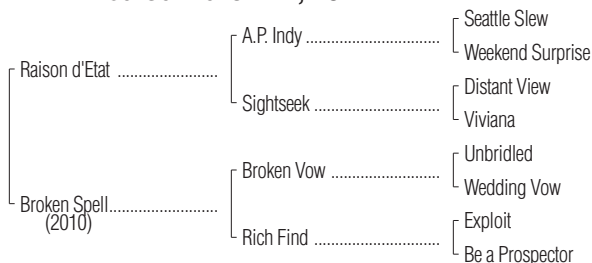 Seattle Slew
A.P. Indy ..............................
Weekend Surprise
Raison d'Etat ......................
Distant View
Sightseek .............................
Viviana
Unbridled
Broken Vow ........................
Wedding Vow
Broken Spell........................
(2010)
Exploit
Rich Find ............................
Be a Prospector